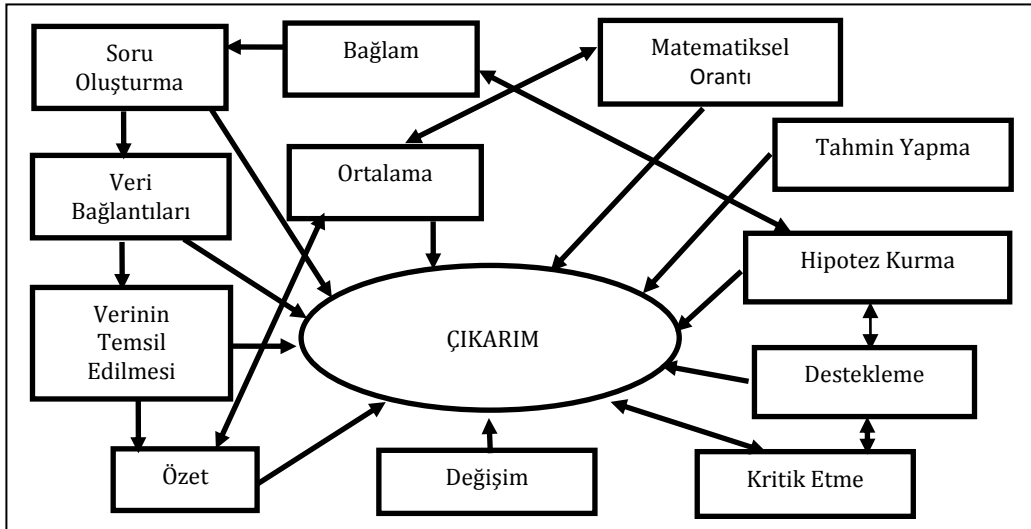 Soru
Oluşturma
Bağlam
Matematiksel
Orantı
Tahmin Yapma
Ortalama
Veri
Bağlantıları
Hipotez Kurma
Verinin
Temsil
Edilmesi
ÇIKARIM
Destekleme
Özet
Değişim
Kritik Etme